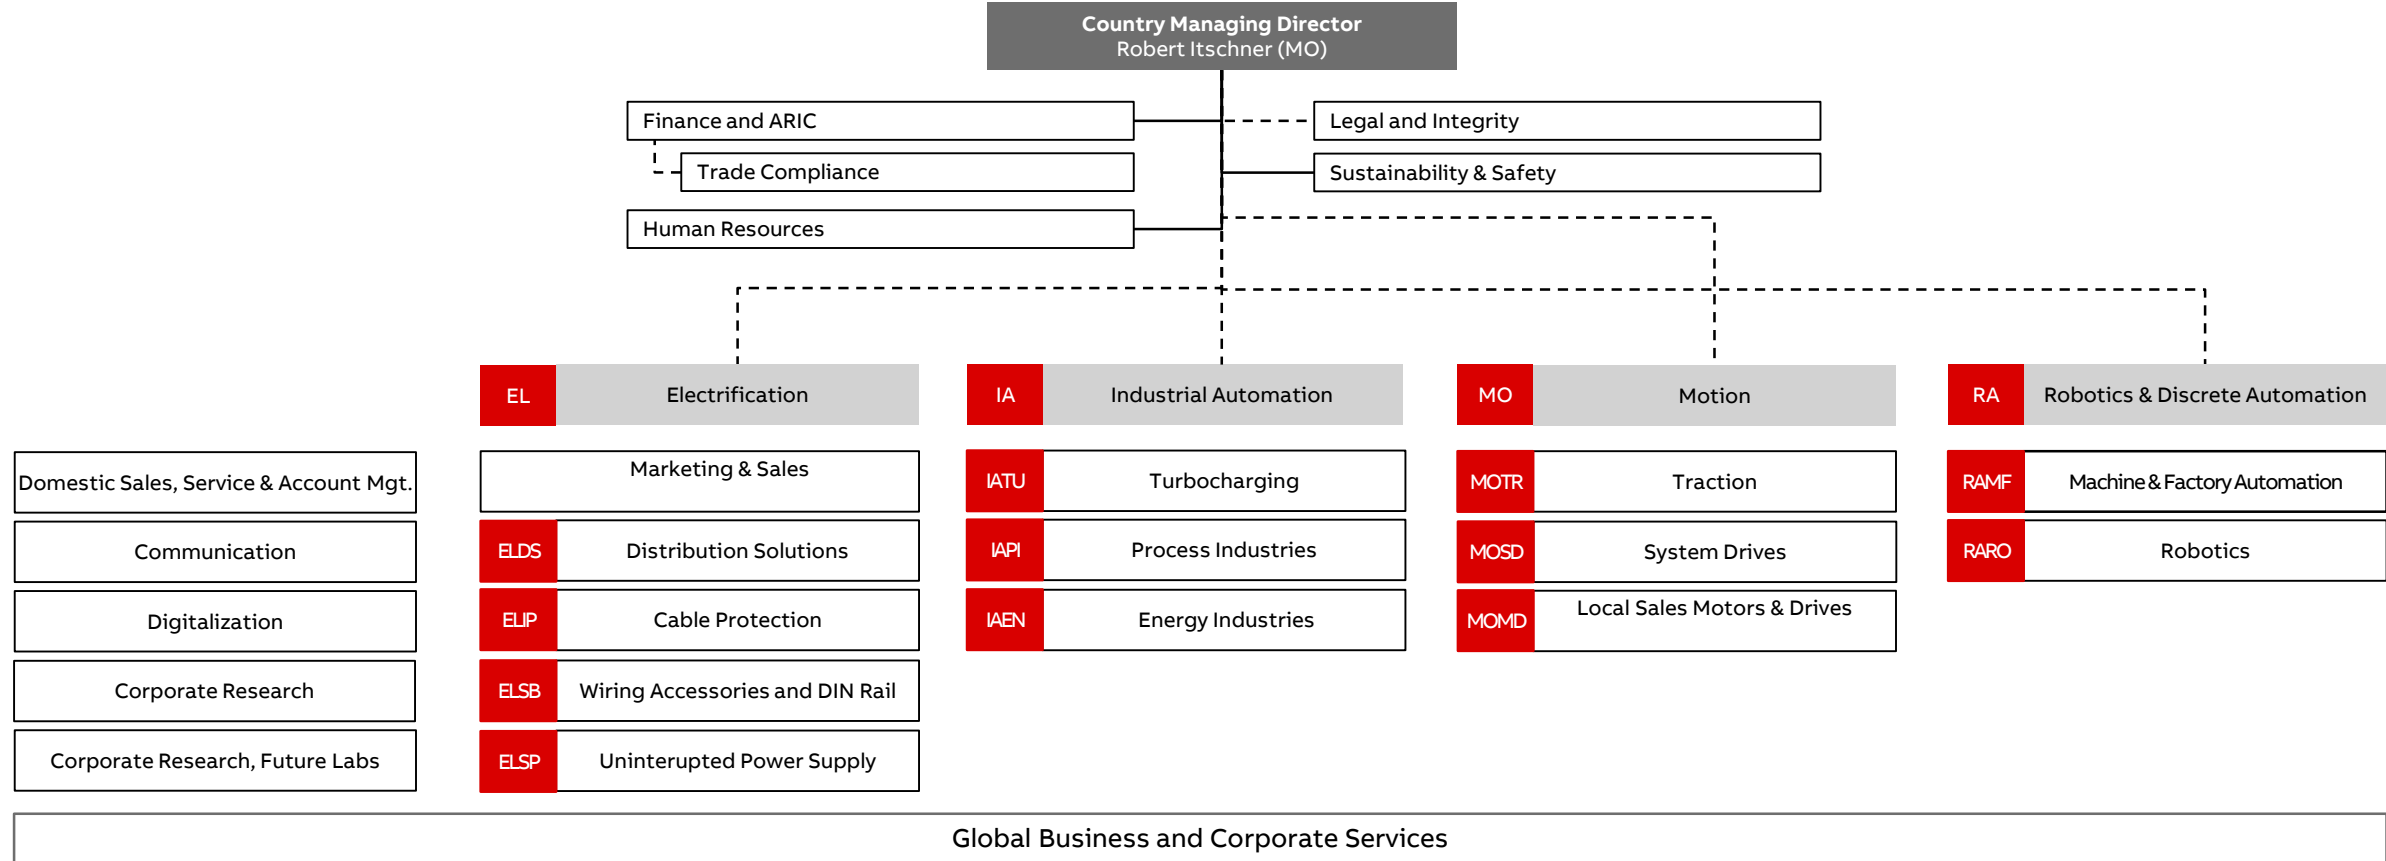 Country Managing Director
Robert Itschner (MO)
Finance and ARIC
Legal and Integrity
Trade Compliance
Sustainability & Safety
Human Resources
EL
Electrification
IA
Industrial Automation
MO
Motion
RA
Robotics & Discrete Automation
Domestic Sales, Service & Account Mgt.
Communication
Digitalization
Corporate Research
Corporate Research, Future Labs
Marketing & Sales
ELDS
Distribution Solutions
ELIP
Cable Protection
ELSB
Wiring Accessories and DIN Rail
ELSP
Uninterupted Power Supply
IATU
Turbocharging
IAPI
Process Industries
IAEN
Energy Industries
MOTR
Traction
MOSD
System Drives
MOMD
Local Sales Motors & Drives
RAMF
Machine & Factory Automation
RARO
Robotics
Global Business and Corporate Services